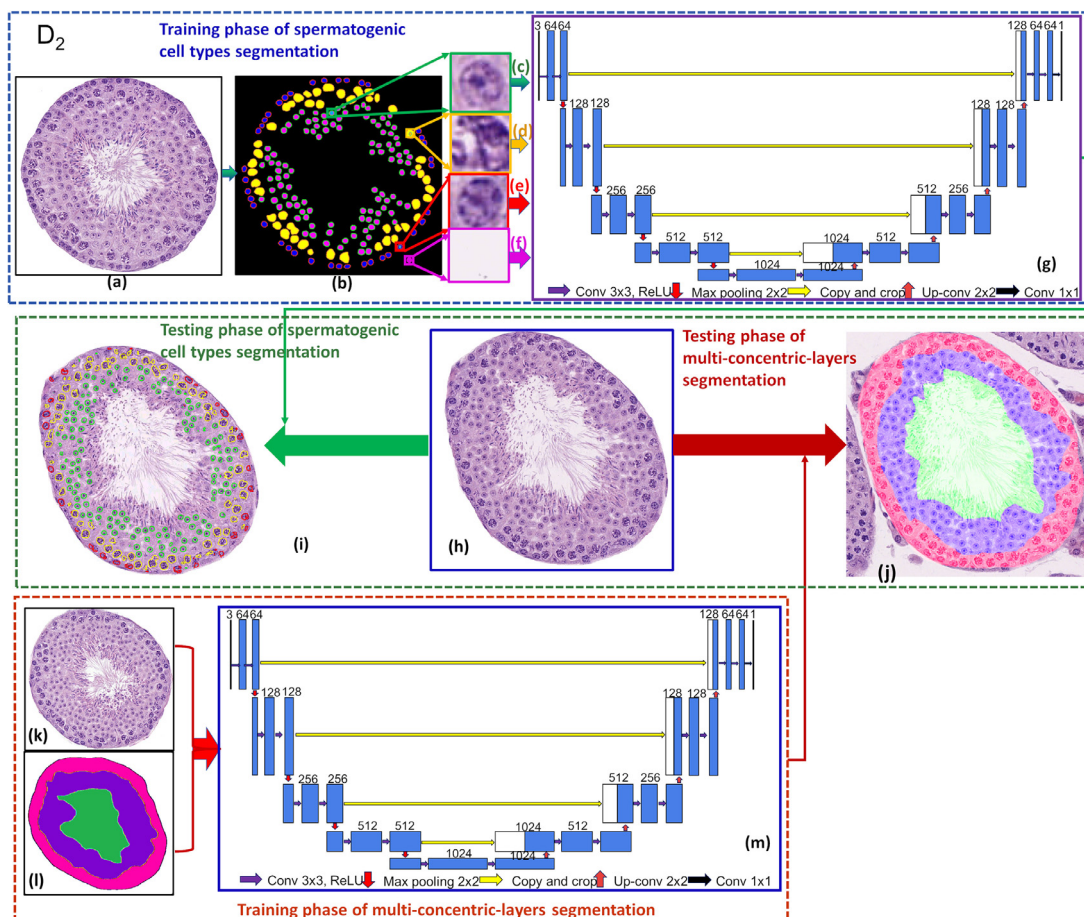 D2
Training phase of spermatogenic
cell types segmentation
(a)
(b)
(c)
(d)
(e)
(f)
3 64 64
128 64 64 1
128 128
128 128
256 256
512 256
512 512
1024 512
1024 1024
(g)
Conv 3x3, ReLU Max pooling 2x2 Copy and crop Up-conv 2x2 Conv 1x1
Testing phase of spermatogenic
cell types segmentation
Testing phase of
multi-concentric-layers
segmentation
(i)
(h)
(j)
(k)
(l)
3 64 64
128 64 64 1
128 128
128 128
256 256
512 256
512 512
1024 512
1024 1024
(m)
Conv 3x3, ReLU Max pooling 2x2 Copy and crop Up-conv 2x2 Conv 1x1
Training phase of multi-concentric-layers segmentation